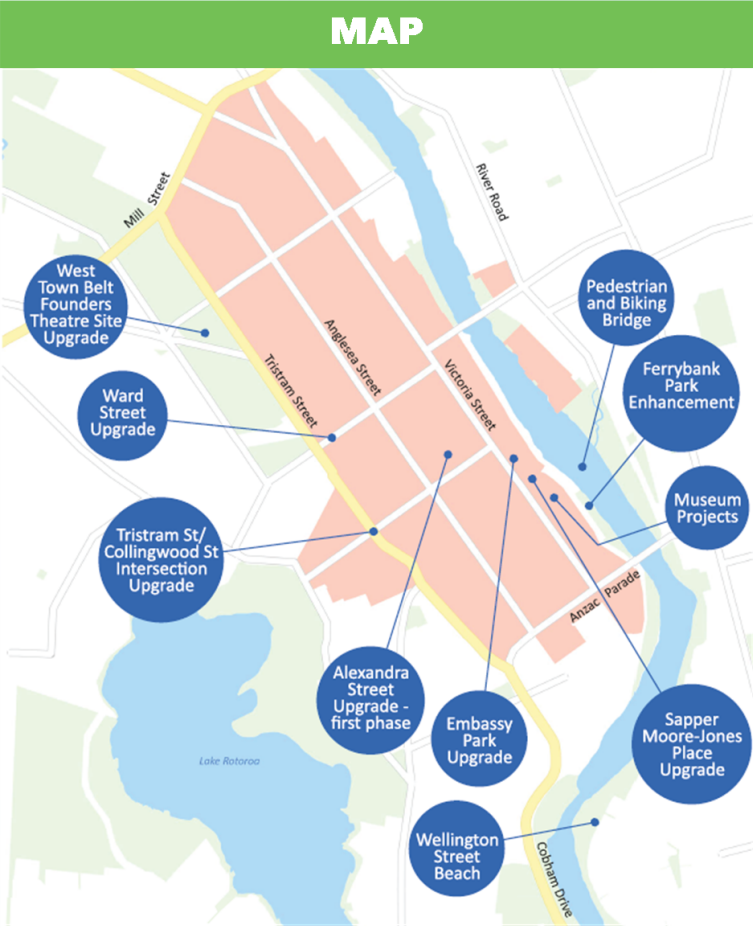 MAP
River Road
Mill Street
West
Town Belt
Founders
Theatre Site
Upgrade
Pedestrian
and Biking
Bridge
Anglesea Street
Tristram Street
Victoria Street
Ferrybank
Park
Enhancement
Ward
Street
Upgrade
Museum
Projects
Tristram St/
Collingwood St
Intersection
Upgrade
Anzac Parade
Alexandra
Street
Upgrade -
first phase
Embassy
Park
Upgrade
Sapper
Moore-Jones
Place
Upgrade
Lake Rotoroa
Wellington
Street
Beach
Cobham Drive